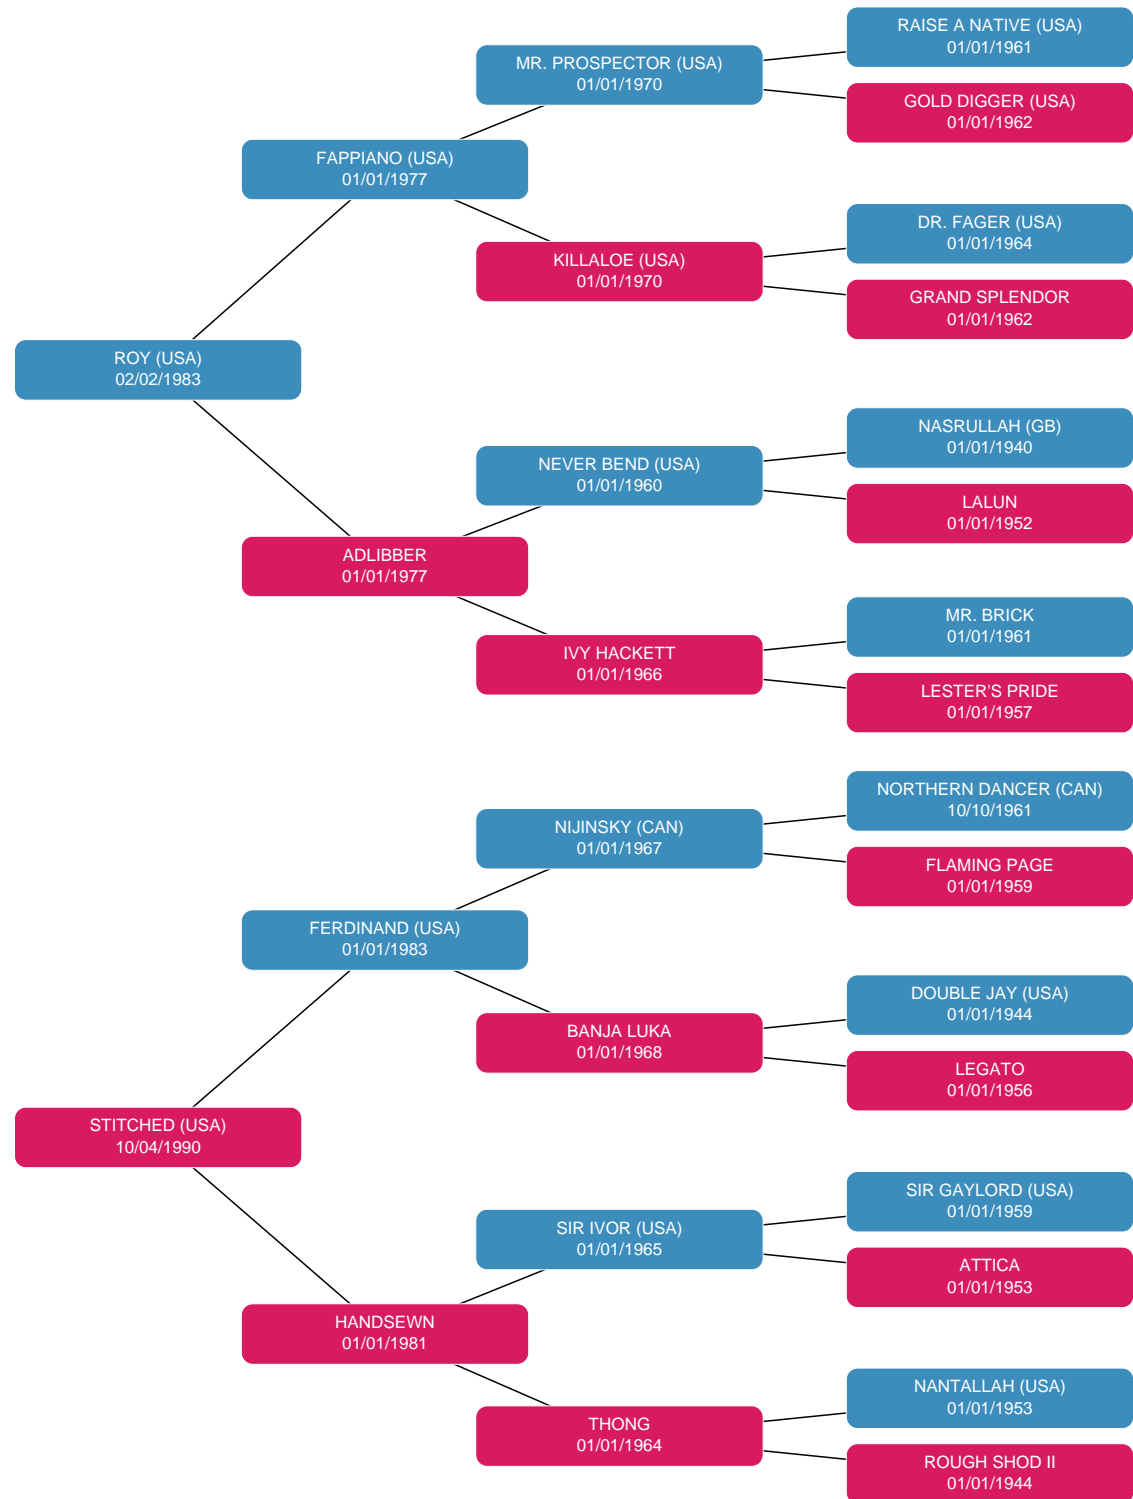 RAISE A NATIVE (USA)
01/01/1961
MR. PROSPECTOR (USA)
01/01/1970
GOLD DIGGER (USA)
01/01/1962
FAPPIANO (USA)
01/01/1977
DR. FAGER (USA)
01/01/1964
KILLALOE (USA)
01/01/1970
GRAND SPLENDOR
01/01/1962
ROY (USA)
02/02/1983
NASRULLAH (GB)
01/01/1940
NEVER BEND (USA)
01/01/1960
LALUN
01/01/1952
ADLIBBER
01/01/1977
MR. BRICK
01/01/1961
IVY HACKETT
01/01/1966
LESTER'S PRIDE
01/01/1957
NORTHERN DANCER (CAN)
10/10/1961
NIJINSKY (CAN)
01/01/1967
FLAMING PAGE
01/01/1959
FERDINAND (USA)
01/01/1983
DOUBLE JAY (USA)
01/01/1944
BANJA LUKA
01/01/1968
LEGATO
01/01/1956
STITCHED (USA)
10/04/1990
SIR GAYLORD (USA)
01/01/1959
SIR IVOR (USA)
01/01/1965
ATTICA
01/01/1953
HANDSEWN
01/01/1981
NANTALLAH (USA)
01/01/1953
THONG
01/01/1964
ROUGH SHOD II
01/01/1944